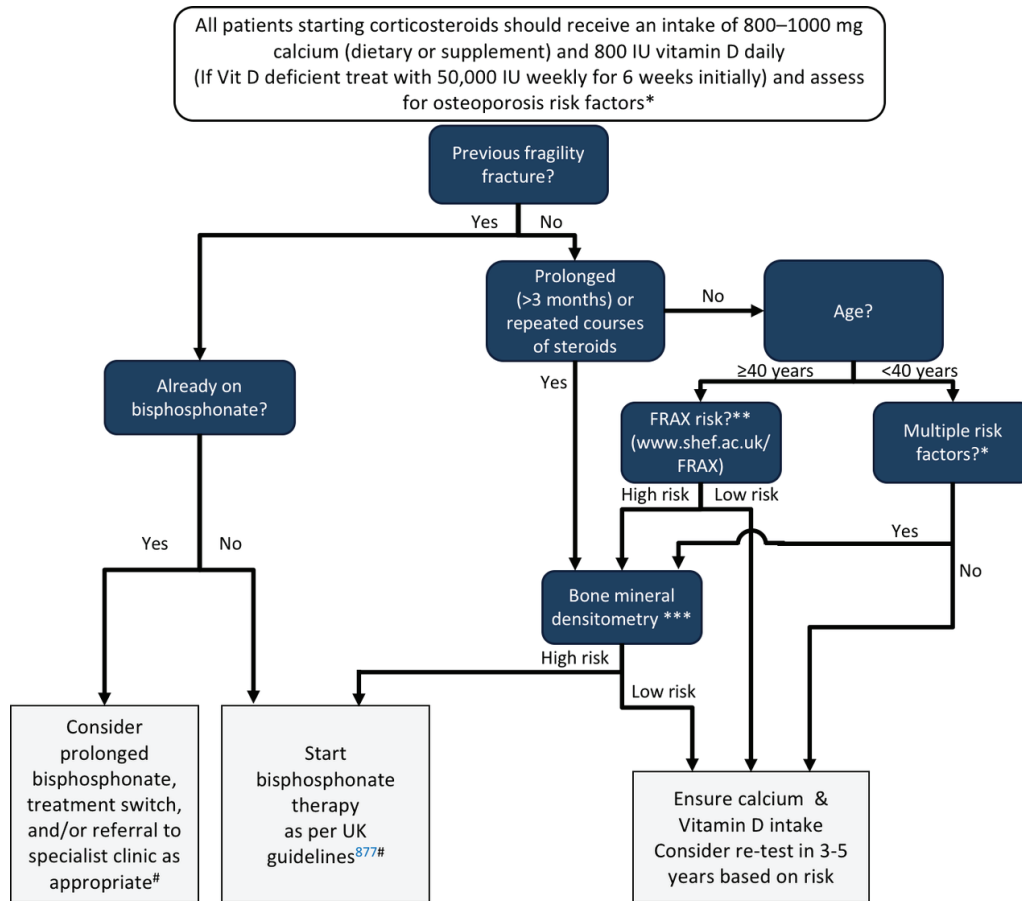 All patients starting corticosteroids should receive an intake of 800–1000 mg
calcium (dietary or supplement) and 800 IU vitamin D daily
(If Vit D deficient treat with 50,000 IU weekly for 6 weeks initially) and assess
for osteoporosis risk factors*
Previous fragility
fracture?
Yes
No
Prolonged
(>3 months) or
repeated courses
of steroids
No
Age?
Already on
bisphosphonate?
Yes
≥40 years
<40 years
FRAX risk?**
(www.shef.ac.uk/
FRAX)
Multiple risk
factors?*
High risk
Low risk
Yes
No
Yes
No
Bone mineral
densitometry ***
High risk
Low risk
Consider
prolonged
bisphosphonate,
treatment switch,
and/or referral to
specialist clinic as
appropriate#
Start
bisphosphonate
therapy
as per UK
guidelines877#
Ensure calcium &
Vitamin D intake
Consider re-test in 3-5
years based on risk